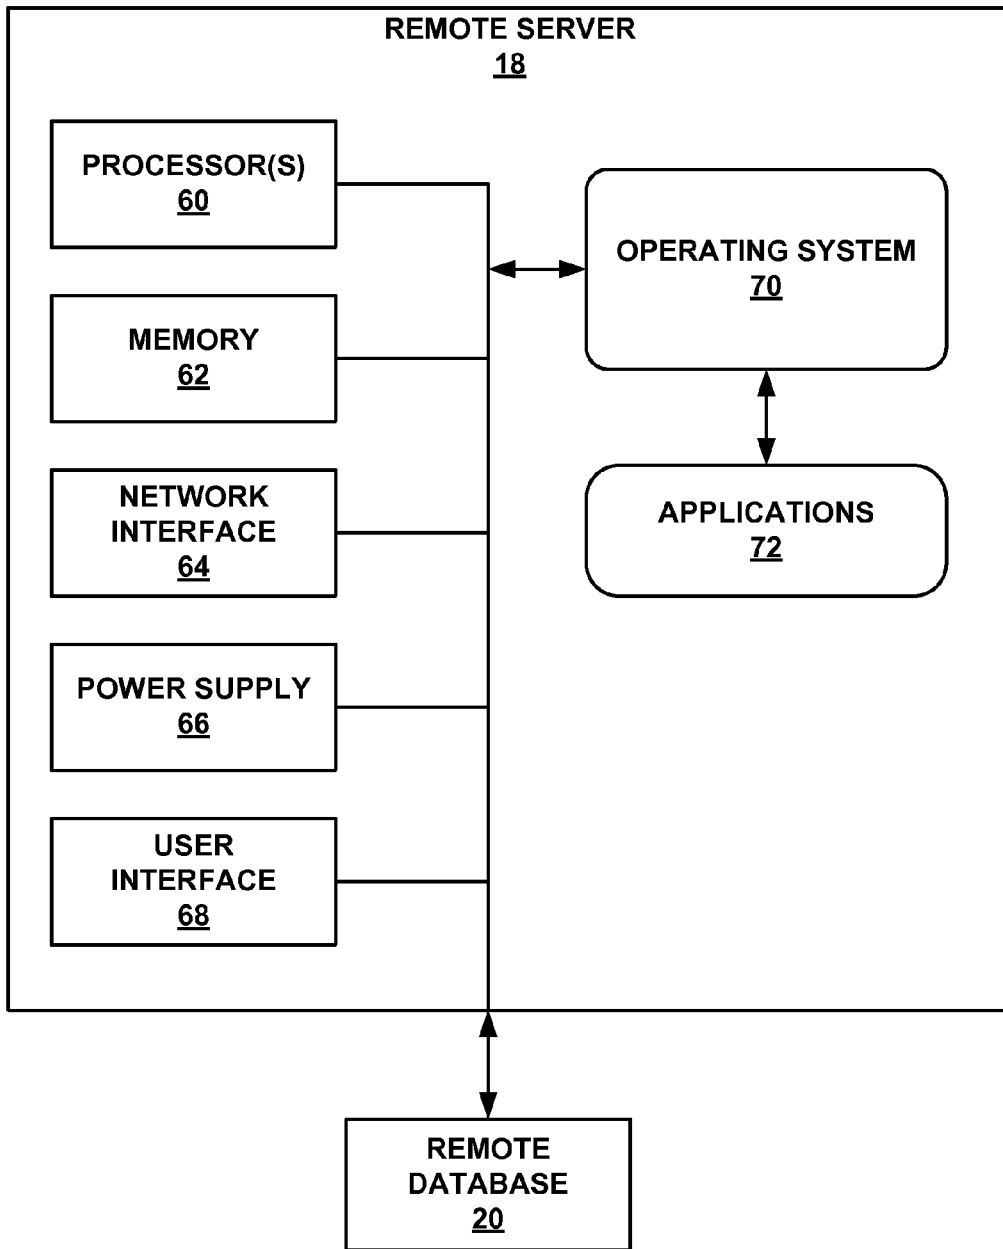 REMOTE SERVER
18
PROCESSOR(S)
60
MEMORY
62
NETWORK
INTERFACE
64
POWER SUPPLY
66
USER
INTERFACE
68
OPERATING SYSTEM
70
APPLICATIONS
72
REMOTE
DATABASE
20